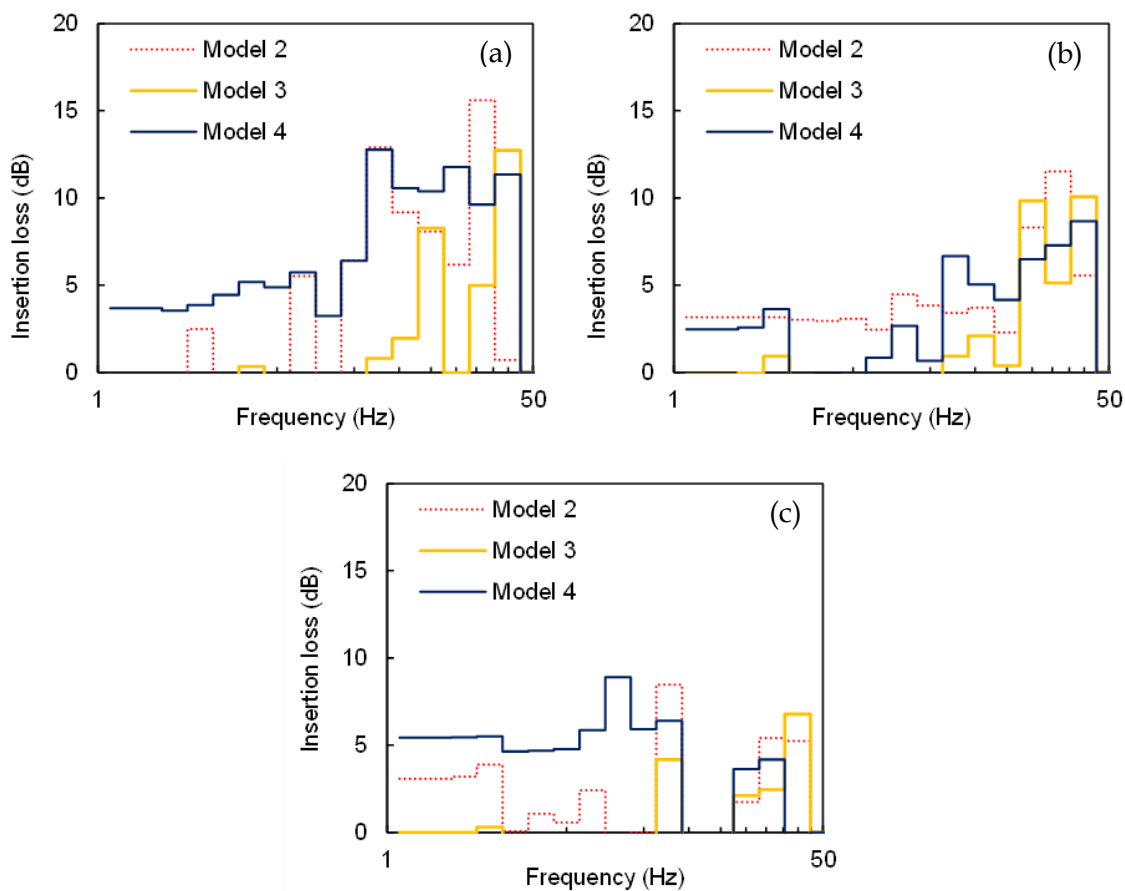 20
15
10
5
0
Insertion loss (dB)
Model 2
Model 3
Model 4
(a)
1
50
Frequency (Hz)
20
15
10
5
0
Insertion loss (dB)
Model 2
Model 3
Model 4
(b)
1
50
Frequency (Hz)
20
15
10
5
0
Insertion loss (dB)
Model 2
Model 3
Model 4
(c)
1
50
Frequency (Hz)